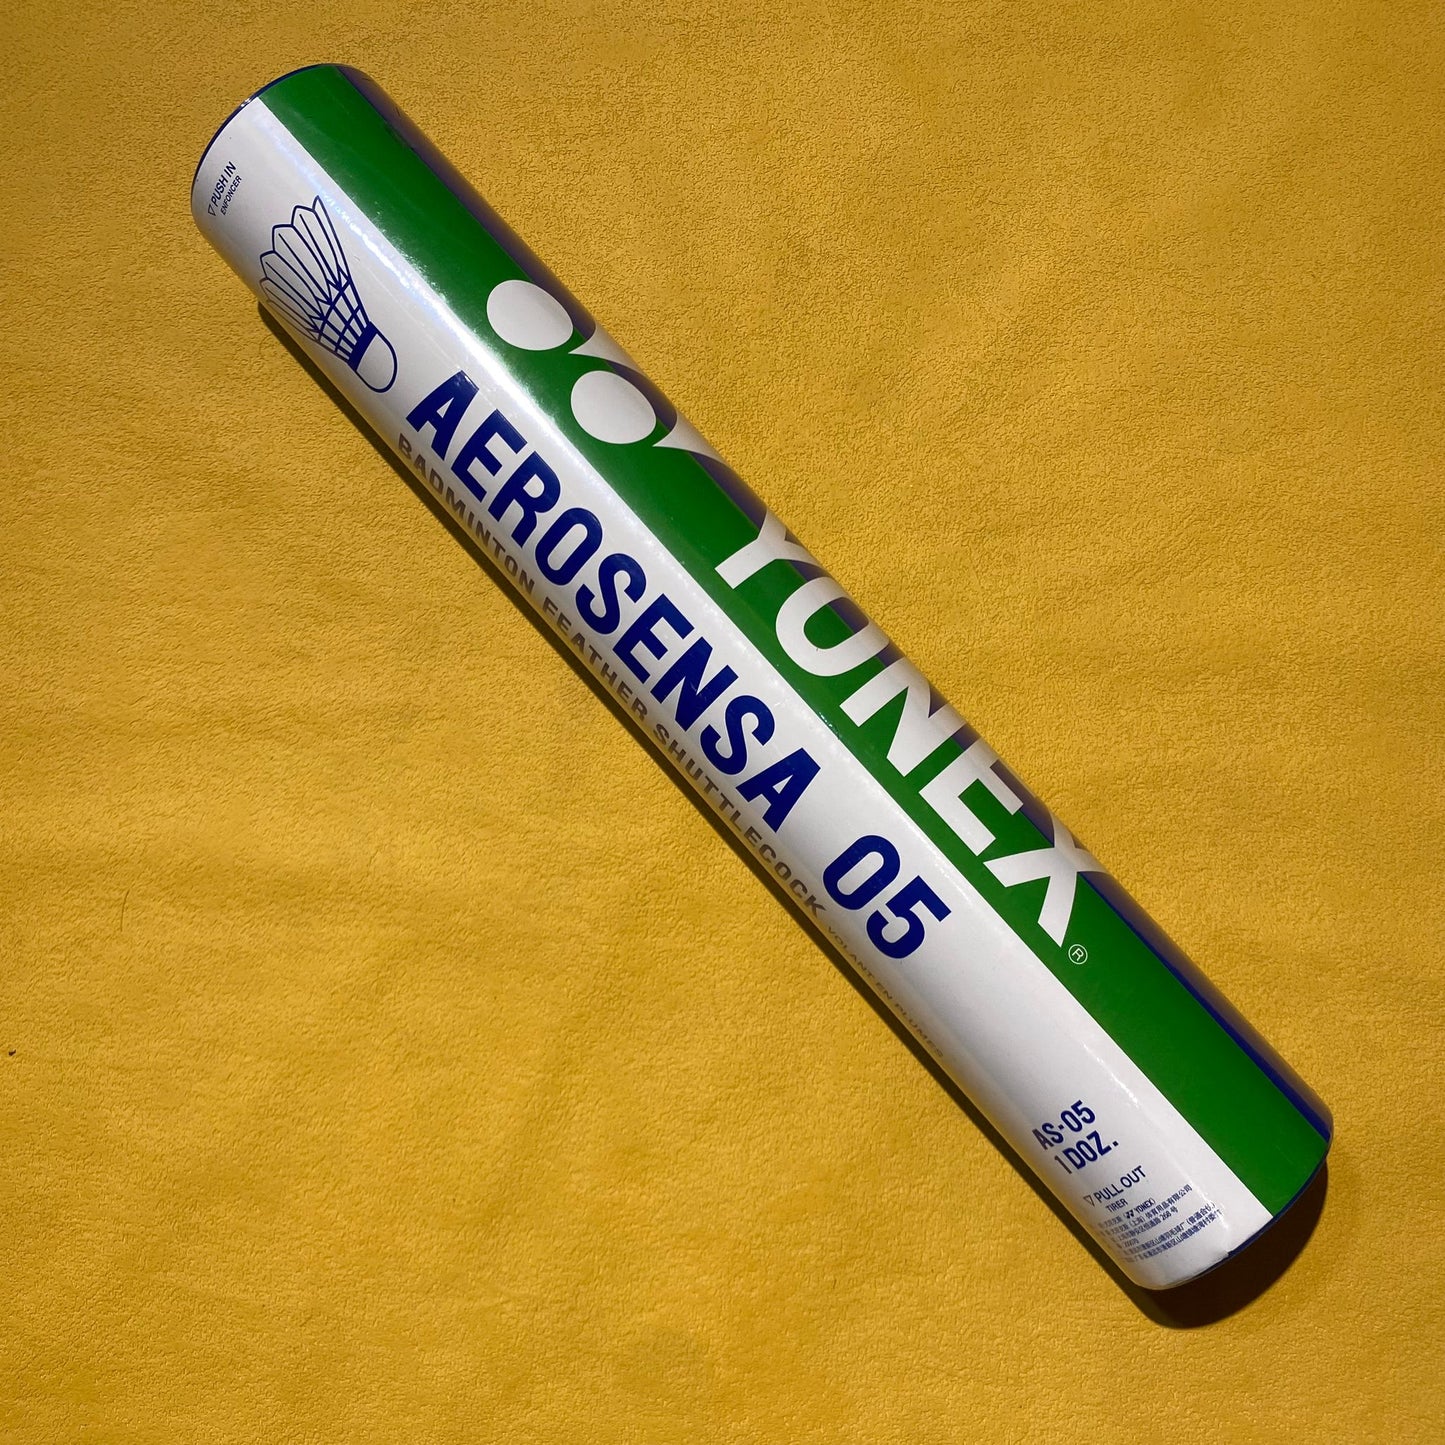 ▽ PUSH IN
ENFONCER
YONEX®
AEROSENSA 05
BADMINTON FEATHER SHUTTLECOCK VOLANT EN PLUMES
AS-05
1 DOZ.
▽ PULL OUT
TIRER